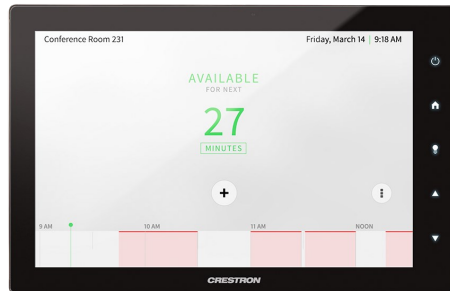 Conference Room 231
Friday, March 14 | 9:18 AM
AVAILABLE
FOR NEXT
27
MINUTES
9 AM
10 AM
11 AM
NOON
CRESTRON